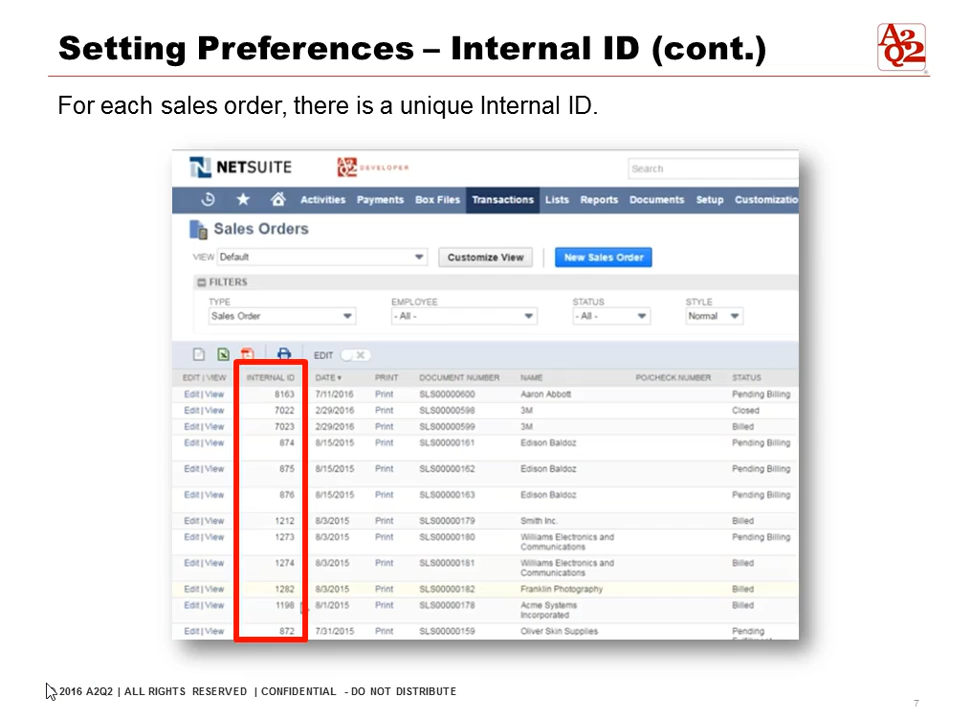 Setting Preferences – Internal ID (cont.)
A2Q2
For each sales order, there is a unique Internal ID.
NETSUITE A2Q2 DEVELOPER Search
Activities Payments Box Files Transactions Lists Reports Documents Setup Customizatio
Sales Orders
VIEW Default Customize View New Sales Order
FILTERS
TYPE EMPLOYEE STATUS STYLE
Sales Order - All - - All - Normal
EDIT
EDIT | VIEW INTERNAL ID DATE PRINT DOCUMENT NUMBER NAME PO/CHECK NUMBER STATUS
Edit | View 8163 7/11/2016 Print SLS00000600 Aaron Abbott Pending Billing
Edit | View 7022 2/29/2016 Print SLS00000598 3M Closed
Edit | View 7023 2/29/2016 Print SLS00000599 3M Billed
Edit | View 874 8/15/2015 Print SLS00000161 Edison Baldoz Pending Billing
Edit | View 875 8/15/2015 Print SLS00000162 Edison Baldoz Pending Billing
Edit | View 876 8/15/2015 Print SLS00000163 Edison Baldoz Pending Billing
Edit | View 1212 8/3/2015 Print SLS00000179 Smith Inc. Billed
Edit | View 1273 8/3/2015 Print SLS00000180 Williams Electronics and Pending Billing
Communications
Edit | View 1274 8/3/2015 Print SLS00000181 Williams Electronics and Billed
Communications
Edit | View 1282 8/3/2015 Print SLS00000182 Franklin Photography Billed
Edit | View 1198 8/1/2015 Print SLS00000178 Acme Systems Billed
Incorporated
Edit | View 872 7/31/2015 Print SLS00000159 Oliver Skin Supplies Pending
2016 A2Q2 | ALL RIGHTS RESERVED | CONFIDENTIAL - DO NOT DISTRIBUTE
7